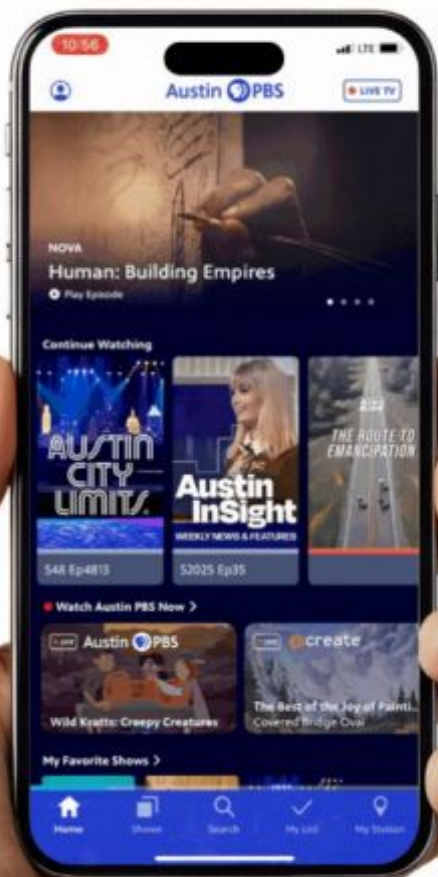 10:56
LTE
Austin PBS
LIVE TV
NOVA
Human: Building Empires
Play Episode
Continue Watching
AUSTIN
CITY
LIMITS
THE ROUTE TO
EMANCIPATION
Austin
InSight
WEEKLY NEWS & FEATURES
S48 Ep4813
S2025 Ep35
Watch Austin PBS Now >
LIVE
Austin PBS
LIVE
create
Wild Kratts: Creepy Creatures
The Best of the Joy of Painti...
Covered Bridge Oval
My Favorite Shows >
Home
Shows
Search
My List
My Station